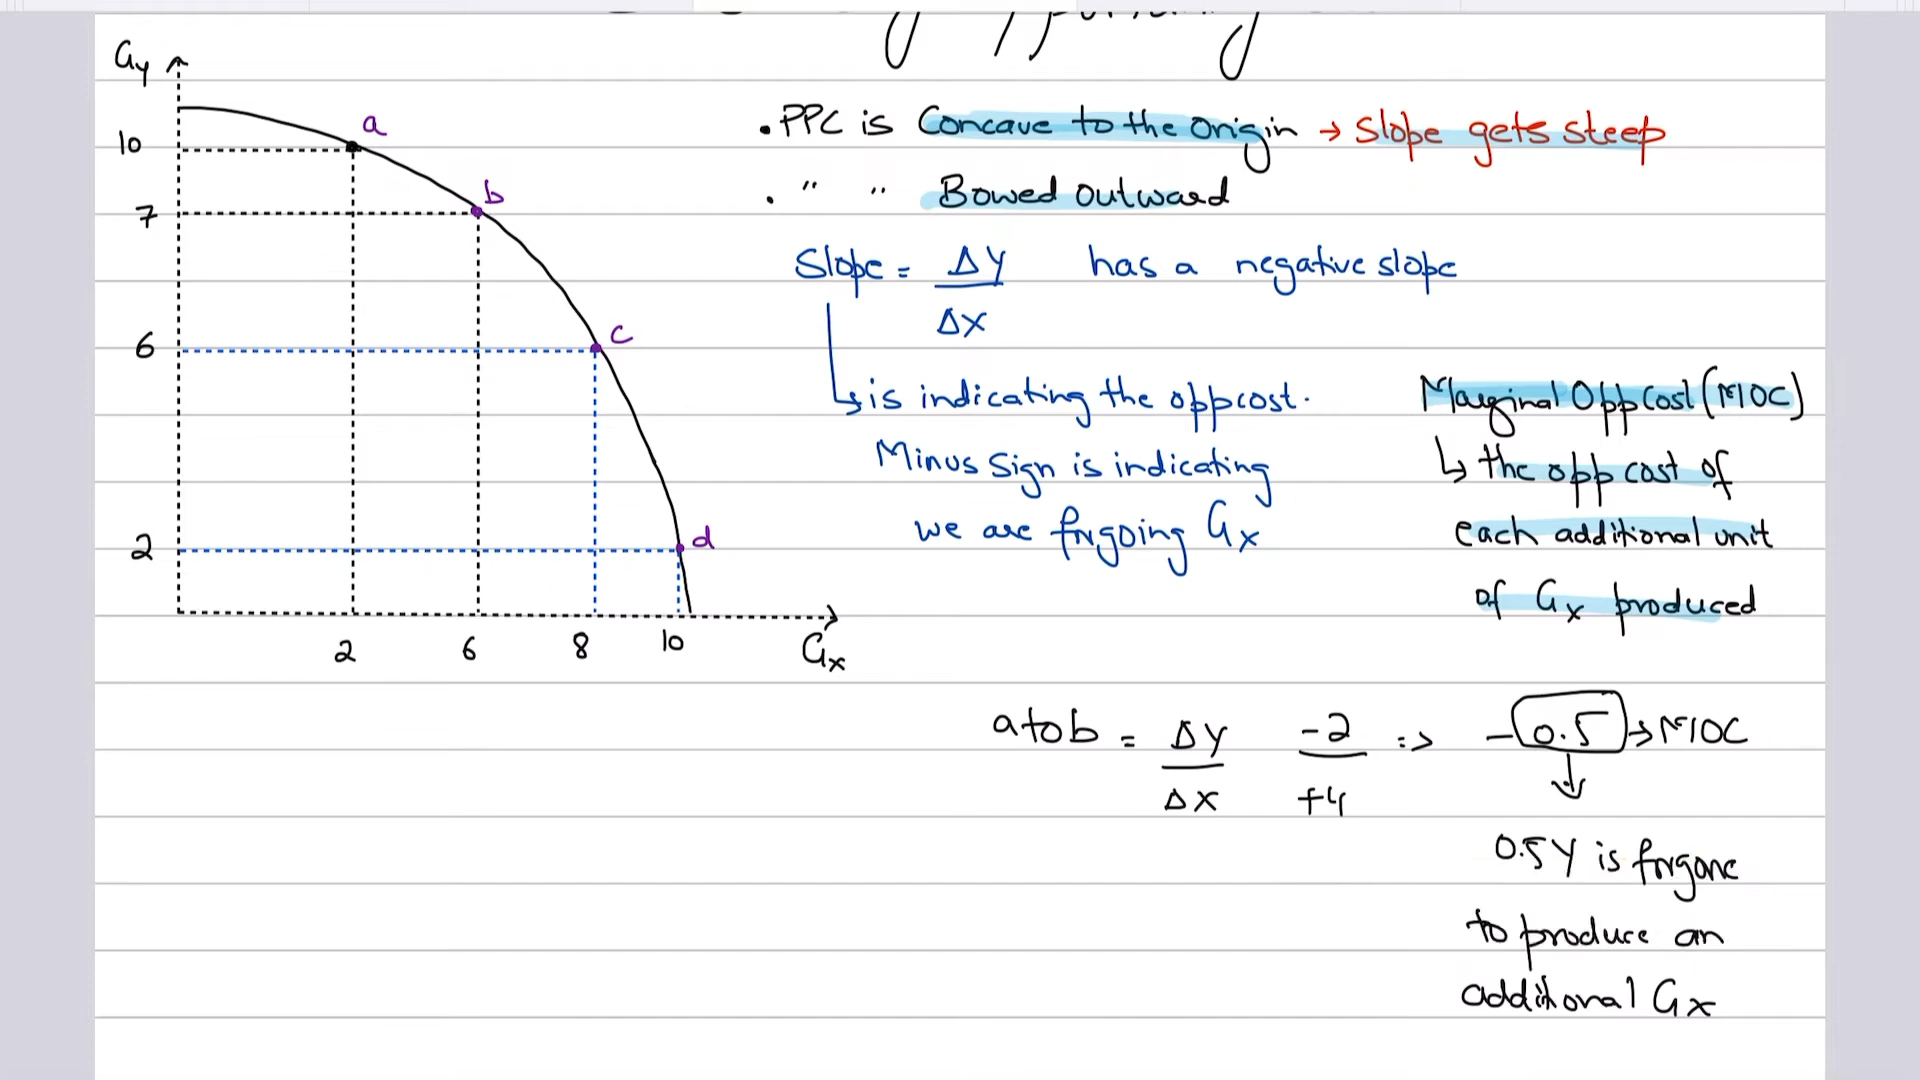 Gy
10
a
7
b
6
c
2
d
2 6 8 10 Gx
. PPC is Concave to the Origin → Slope gets steep
. " " Bowed Outward
Slope = ΔY has a negative slope
ΔX
↳ is indicating the oppcost.
Minus Sign is indicating
we are forgoing Gx
Marginal Opp Cost (MOC)
↳ the opp cost of
each additional unit
of Gx produced
a to b = ΔY -2 => -0.5 → MOC
ΔX +4
↓
0.5Y is forgone
to produce an
additional Gx